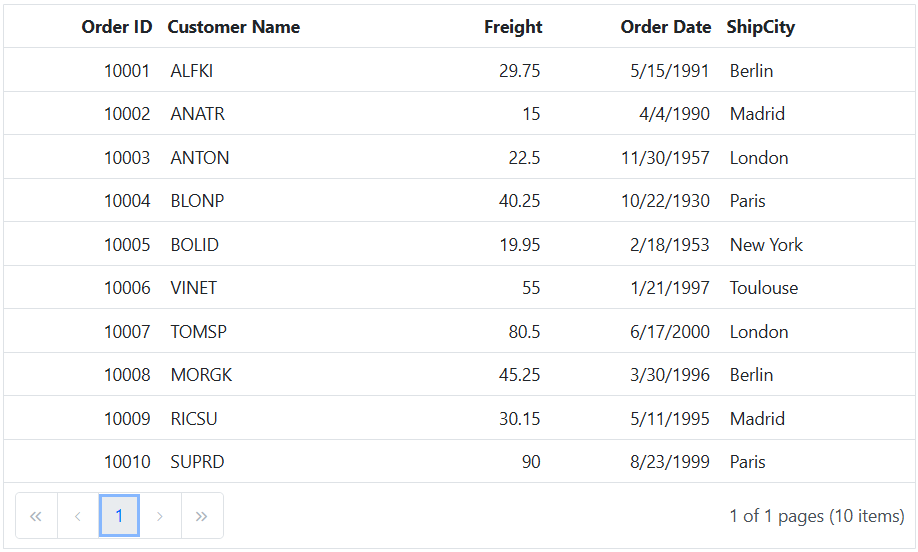 Order ID Customer Name Freight Order Date ShipCity
10001 ALFKI 29.75 5/15/1991 Berlin
10002 ANATR 15 4/4/1990 Madrid
10003 ANTON 22.5 11/30/1957 London
10004 BLONP 40.25 10/22/1930 Paris
10005 BOLID 19.95 2/18/1953 New York
10006 VINET 55 1/21/1997 Toulouse
10007 TOMSP 80.5 6/17/2000 London
10008 MORGK 45.25 3/30/1996 Berlin
10009 RICSU 30.15 5/11/1995 Madrid
10010 SUPRD 90 8/23/1999 Paris
1 1 of 1 pages (10 items)